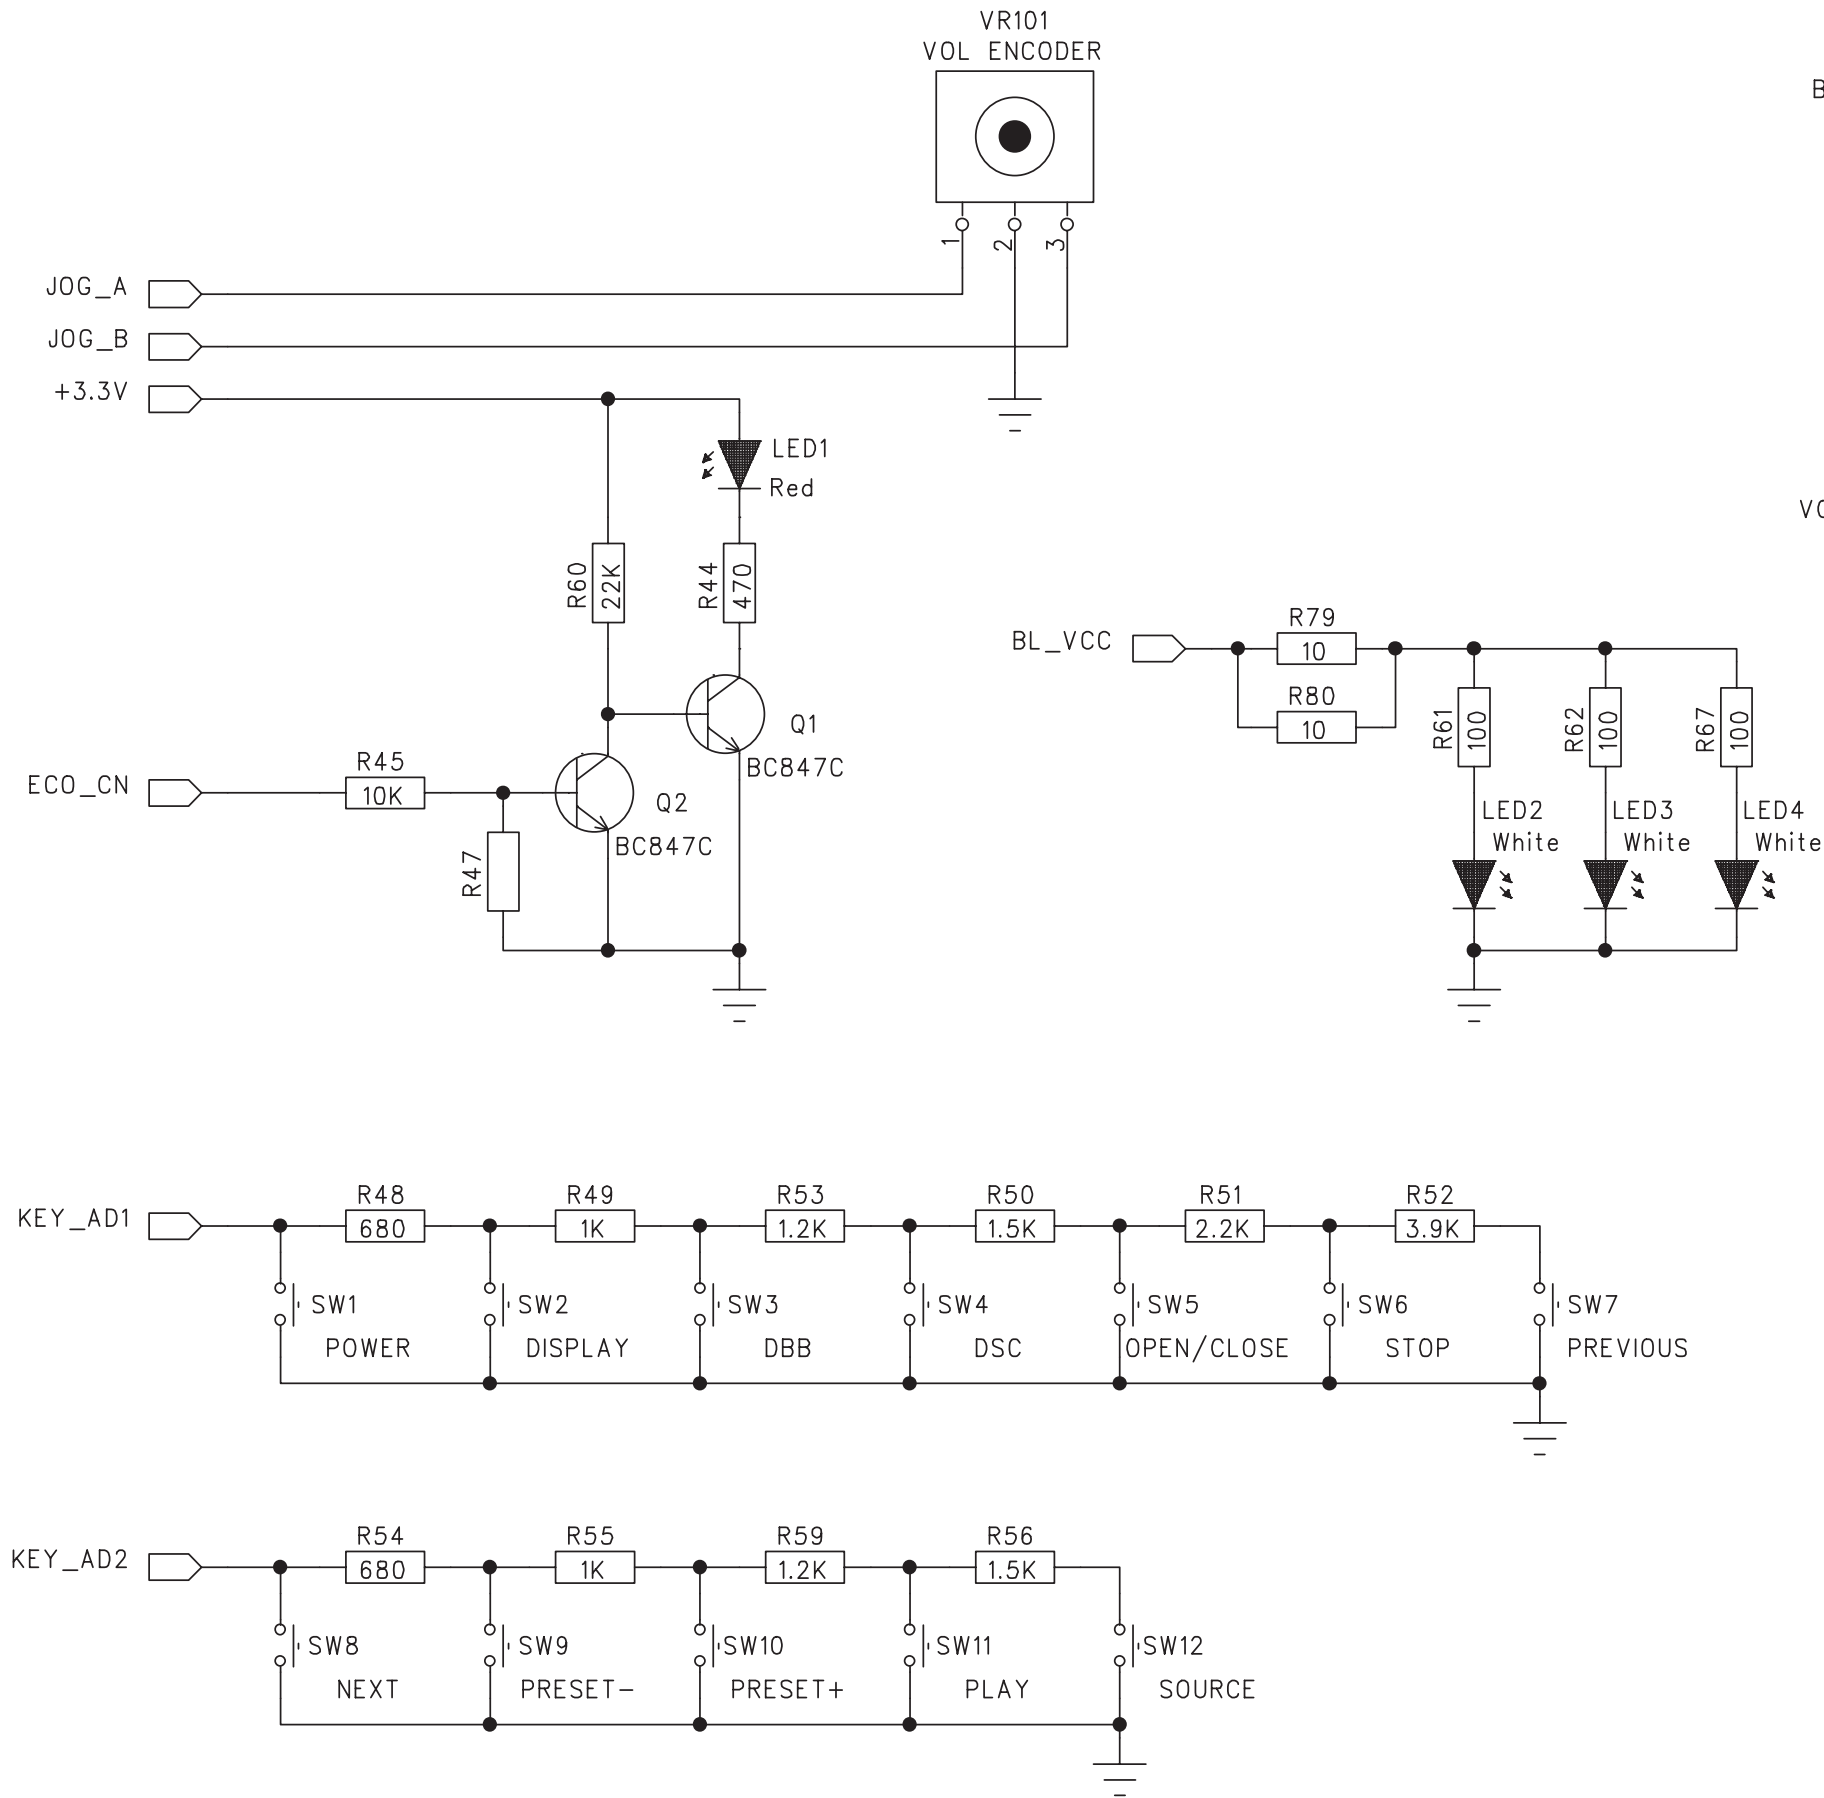 VR101
VOL ENCODER
1
2
3
JOG_A
JOG_B
+3.3V
LED1
Red
R60
22K
R44
470
Q1
BC847C
ECO_CN
R45
10K
R47
Q2
BC847C
BL_VCC
R79
10
R80
10
R61
100
R62
100
R67
100
LED2
White
LED3
White
LED4
White
KEY_AD1
R48
680
R49
1K
R53
1.2K
R50
1.5K
R51
2.2K
R52
3.9K
SW1
POWER
SW2
DISPLAY
SW3
DBB
SW4
DSC
SW5
OPEN/CLOSE
SW6
STOP
SW7
PREVIOUS
KEY_AD2
R54
680
R55
1K
R59
1.2K
R56
1.5K
SW8
NEXT
SW9
PRESET-
SW10
PRESET+
SW11
PLAY
SW12
SOURCE